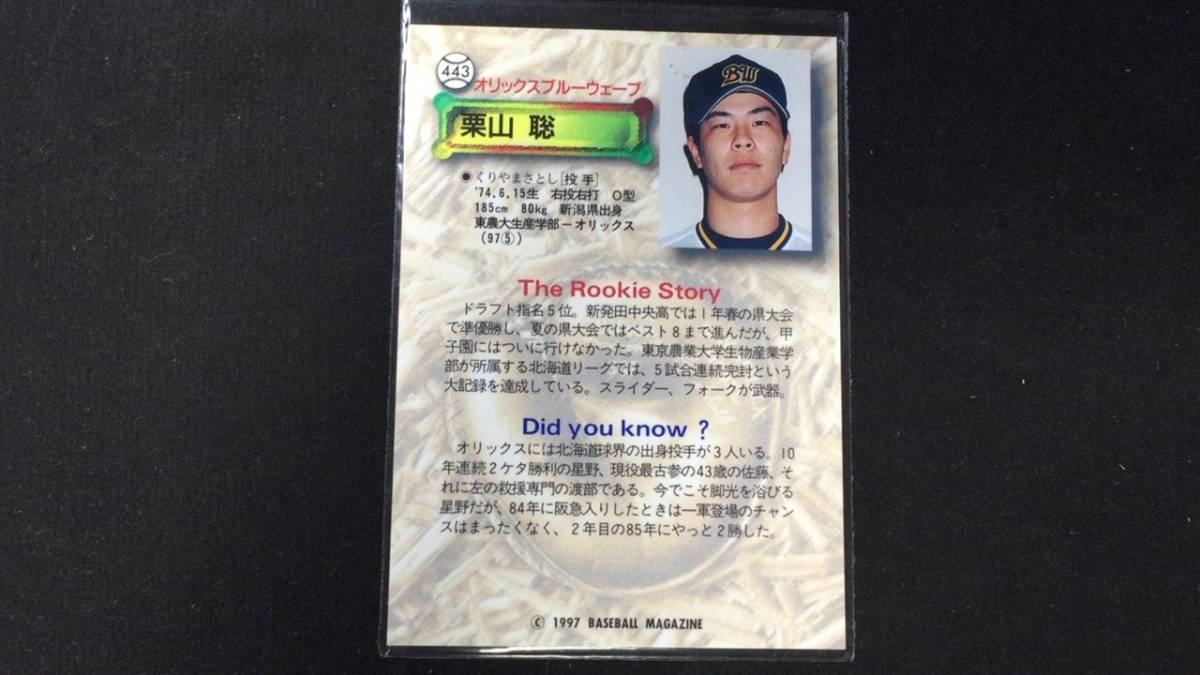 443
オリックスブルーウェーブ
栗山 聡
BW
◉くりやまさとし[投手]
'74.6.15生 右投右打 O型
185cm 80kg 新潟県出身
東農大生産学部－オリックス
（97⑤）
The Rookie Story
ドラフト指名5位。新発田中央高では1年春の県大会
で準優勝し、夏の県大会ではベスト8まで進んだが、甲
子園にはついに行けなかった。東京農業大学生物産業学
部が所属する北海道リーグでは、5試合連続完封という
大記録を達成している。スライダー、フォークが武器。
Did you know ?
オリックスには北海道球界の出身投手が3人いる。10
年連続2ケタ勝利の星野、現役最古参の43歳の佐藤、そ
れに左の救援専門の渡部である。今でこそ脚光を浴びる
星野だが、84年に阪急入りしたときは一軍登場のチャン
スはまったくなく、2年目の85年にやっと2勝した。
© 1997 BASEBALL MAGAZINE